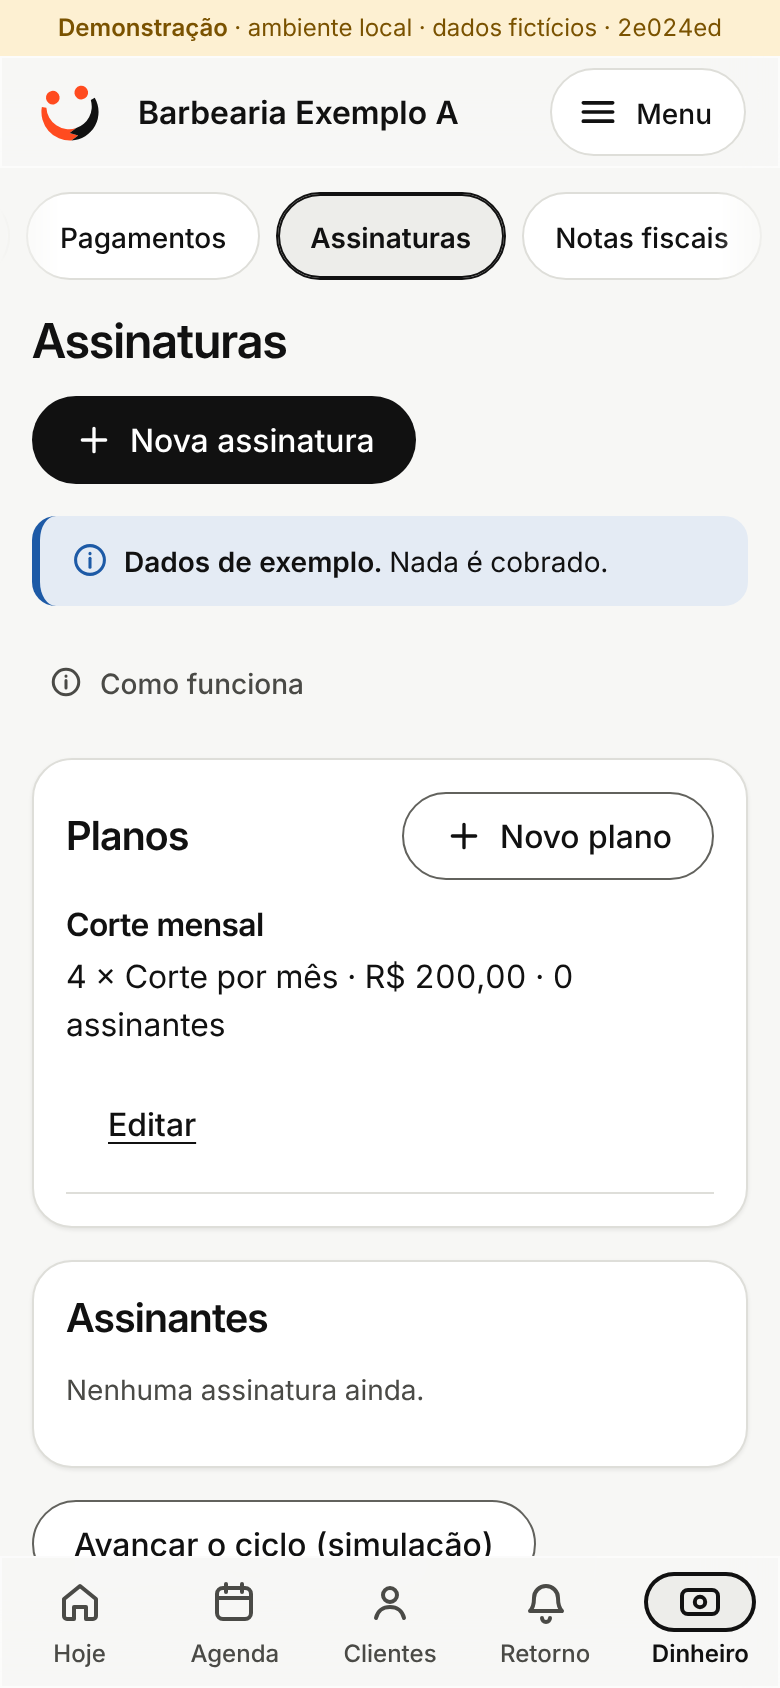 Demonstração · ambiente local · dados fictícios · 2e024ed
Barbearia Exemplo A
Menu
Pagamentos
Assinaturas
Notas fiscais
Assinaturas
+ Nova assinatura
Dados de exemplo. Nada é cobrado.
Como funciona
Planos
+ Novo plano
Corte mensal
4 × Corte por mês · R$ 200,00 · 0
assinantes
Editar
Assinantes
Nenhuma assinatura ainda.
Avançar o ciclo (simulação)
Hoje
Agenda
Clientes
Retorno
Dinheiro